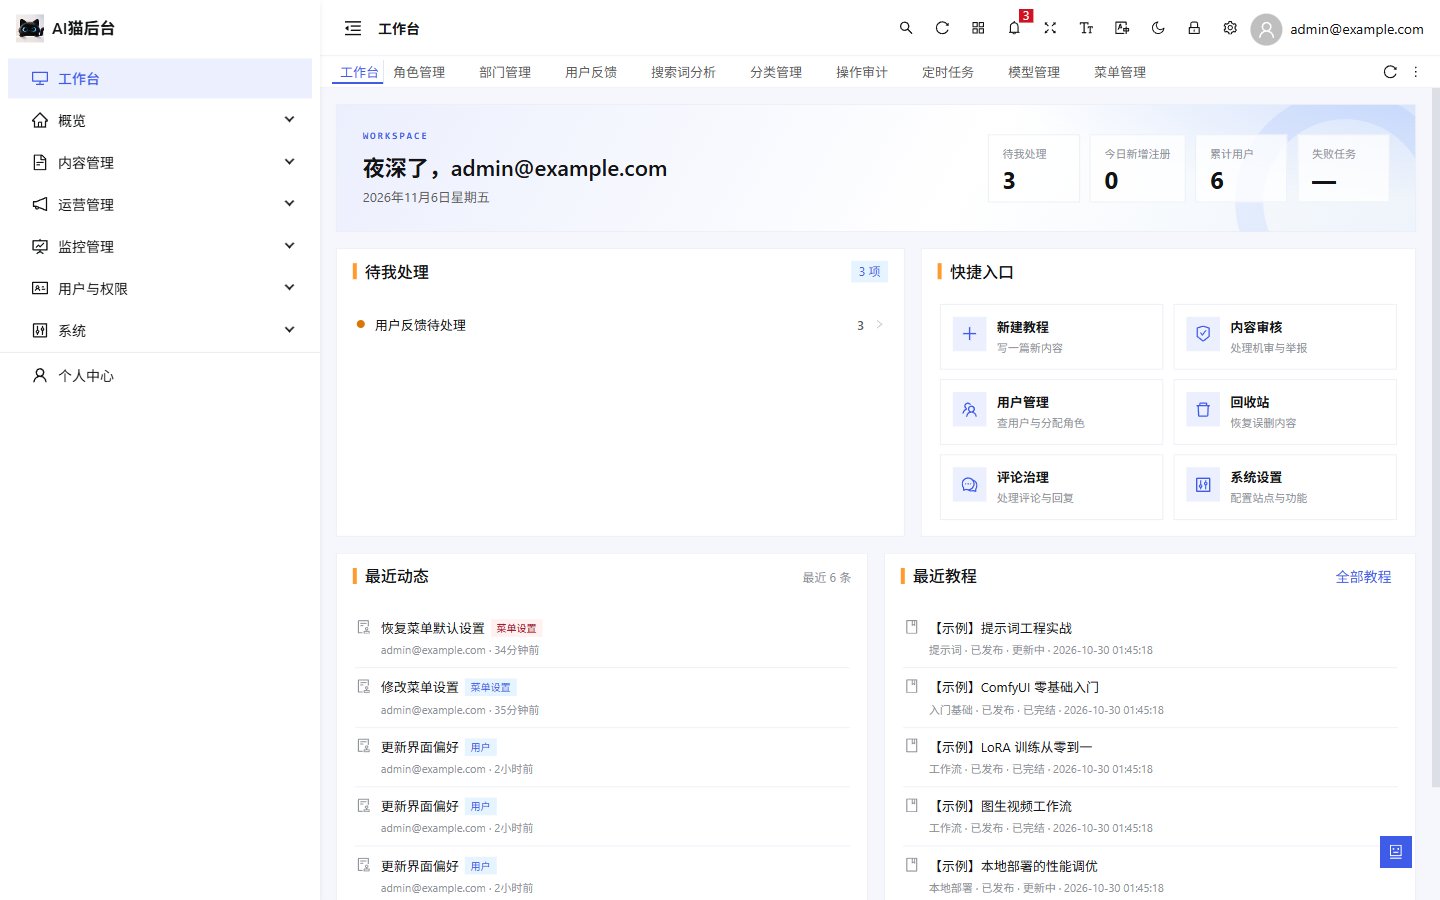 AI猫后台
工作台
概览
内容管理
运营管理
监控管理
用户与权限
系统
个人中心
工作台
3
admin@example.com
工作台 角色管理 部门管理 用户反馈 搜索词分析 分类管理 操作审计 定时任务 模型管理 菜单管理
WORKSPACE
夜深了，admin@example.com
2026年11月6日星期五
待我处理
3
今日新增注册
0
累计用户
6
失败任务
—
待我处理
3 项
用户反馈待处理
3
快捷入口
新建教程
写一篇新内容
内容审核
处理机审与举报
用户管理
查用户与分配角色
回收站
恢复误删内容
评论治理
处理评论与回复
系统设置
配置站点与功能
最近动态
最近 6 条
恢复菜单默认设置 菜单设置
admin@example.com · 34分钟前
修改菜单设置 菜单设置
admin@example.com · 35分钟前
更新界面偏好 用户
admin@example.com · 2小时前
更新界面偏好 用户
admin@example.com · 2小时前
更新界面偏好 用户
admin@example.com · 2小时前
最近教程
全部教程
【示例】提示词工程实战
提示词 · 已发布 · 更新中 · 2026-10-30 01:45:18
【示例】ComfyUI 零基础入门
入门基础 · 已发布 · 已完结 · 2026-10-30 01:45:18
【示例】LoRA 训练从零到一
工作流 · 已发布 · 已完结 · 2026-10-30 01:45:18
【示例】图生视频工作流
工作流 · 已发布 · 已完结 · 2026-10-30 01:45:18
【示例】本地部署的性能调优
本地部署 · 已发布 · 更新中 · 2026-10-30 01:45:18